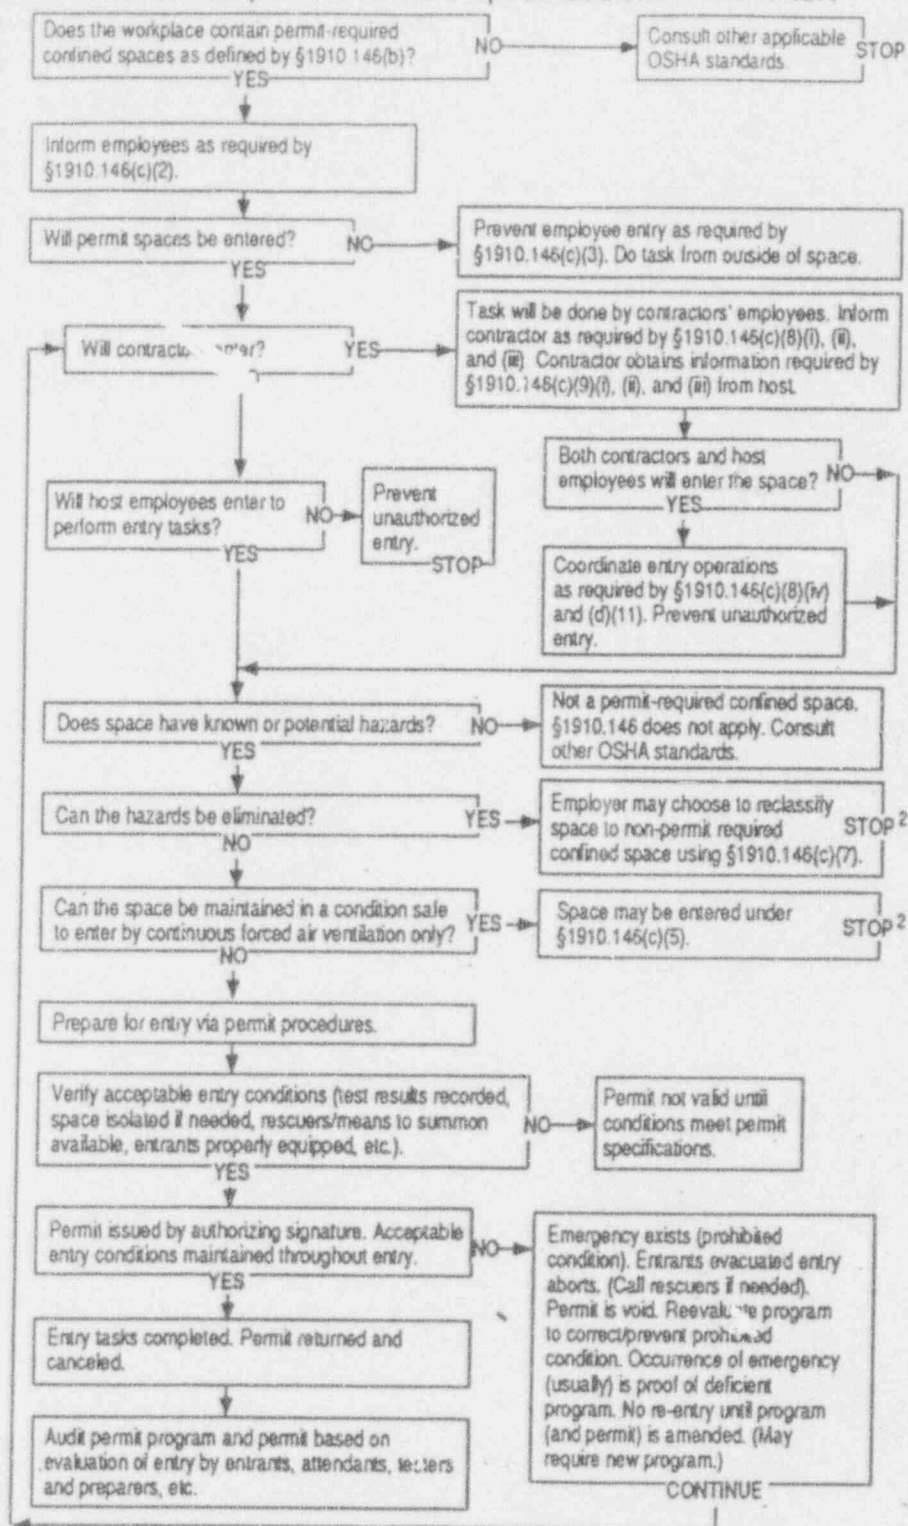 Does the workplace contain permit-required
confined spaces as defined by §1910.146(b)?
NO
YES
Consult other applicable
OSHA standards.
STOP
Inform employees as required by
§1910.146(c)(2).
Will permit spaces be entered?
NO
YES
Prevent employee entry as required by
§1910.146(c)(3). Do task from outside of space.
Will
YES
Task will be done by contractors' employees. Inform
contractor as required by §1910.146(c)(8)(i), (ii),
and (iii) Contractor obtains information required by
§1910.146(c)(9)(i), (ii), and (iii) from host.
Both contractors and host
employees will enter the space?
NO
YES
Will host employees enter to
perform entry tasks?
NO
YES
Prevent
unauthorized
entry.
STOP
Coordinate entry operations
as required by §1910.146(c)(8)(iv)
and (d)(11). Prevent unauthorized
entry.
Does space have known or potential hazards?
NO
YES
Not a permit-required confined space.
§1910.146 does not apply. Consult
other OSHA standards.
Can the hazards be eliminated?
YES
NO
Employer may choose to reclassify
space to non-permit required
confined space using §1910.146(c)(7).
STOP 2
Can the space be maintained in a condition safe
to enter by continuous forced air ventilation only?
YES
NO
Space may be entered under
§1910.146(c)(5).
STOP 2
Prepare for entry via permit procedures.
Verify acceptable entry conditions (test results recorded,
space isolated if needed, rescuers/means to summon
available, entrants properly equipped, etc.).
NO
YES
Permit not valid until
conditions meet permit
specifications.
Permit issued by authorizing signature. Acceptable
entry conditions maintained throughout entry.
NO
YES
Emergency exists (prohibited
condition). Entrants evacuated entry
aborts. (Call rescuers if needed).
Permit is void. Reevaluate program
to correct/prevent prohibited
condition. Occurrence of emergency
(usually) is proof of deficient
program. No re-entry until program
(and permit) is amended. (May
require new program.)
CONTINUE
Entry tasks completed. Permit returned and
canceled.
Audit permit program and permit based on
evaluation of entry by entrants, attendants, testers
and preparers, etc.